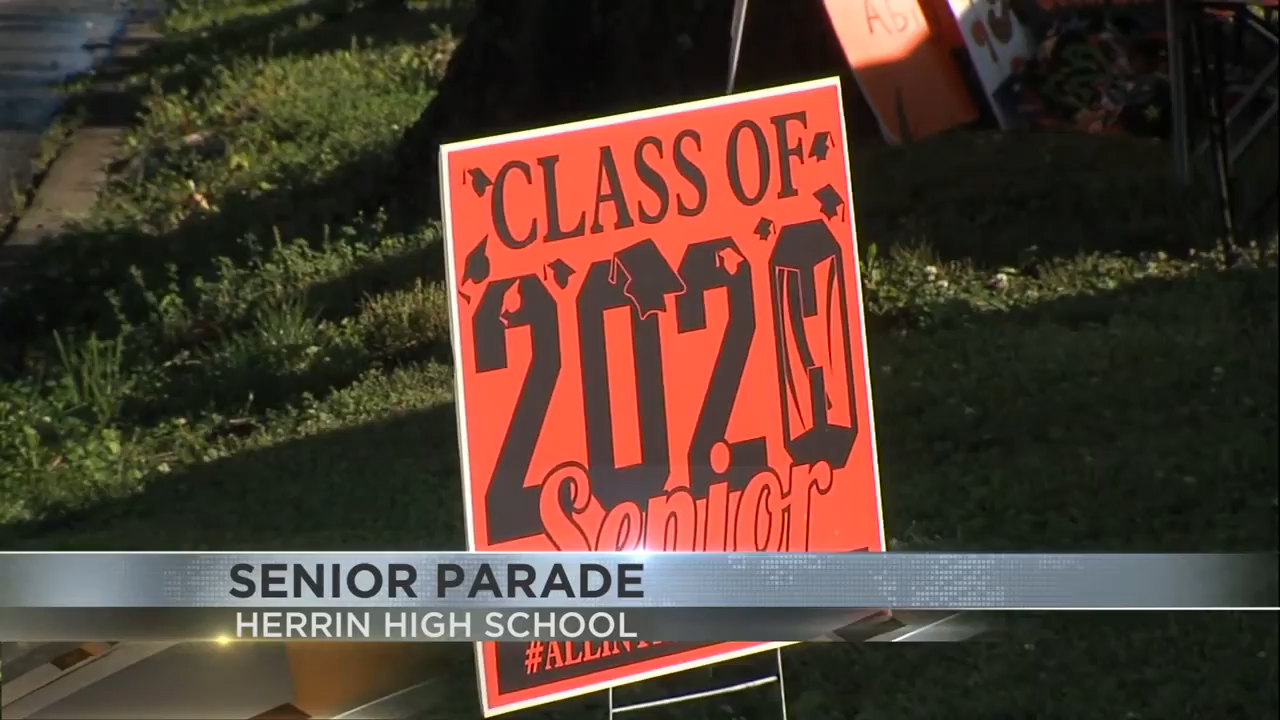 CLASS OF
2020
Senior
SENIOR PARADE
HERRIN HIGH SCHOOL